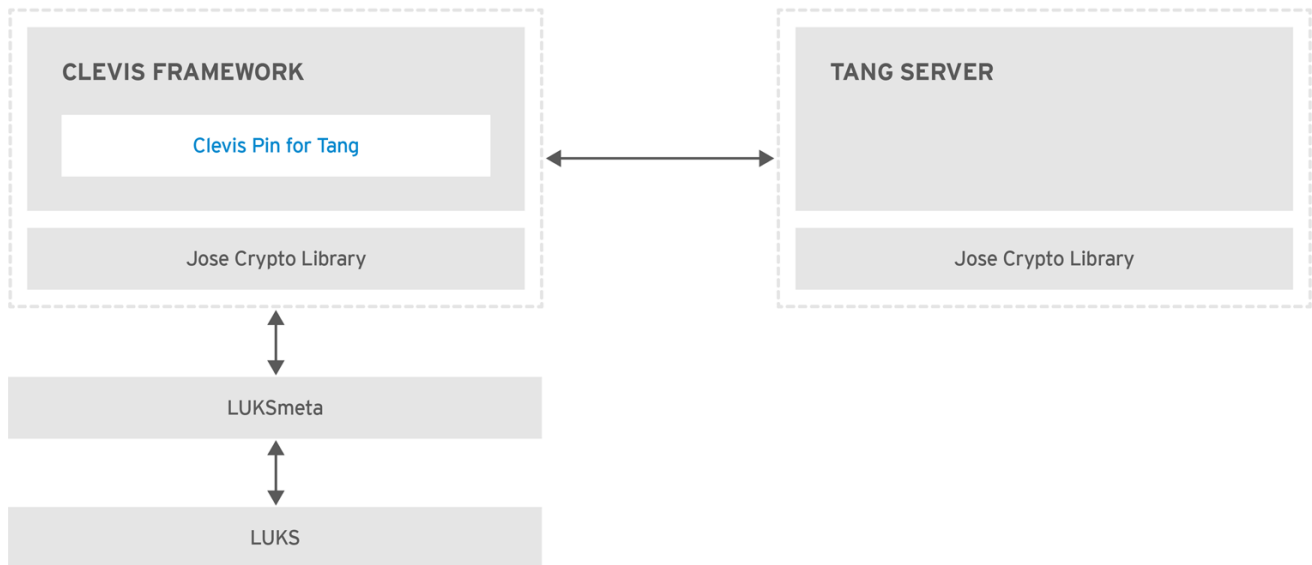 CLEVIS FRAMEWORK
Clevis Pin for Tang
Jose Crypto Library
TANG SERVER
Jose Crypto Library
LUKSmeta
LUKS